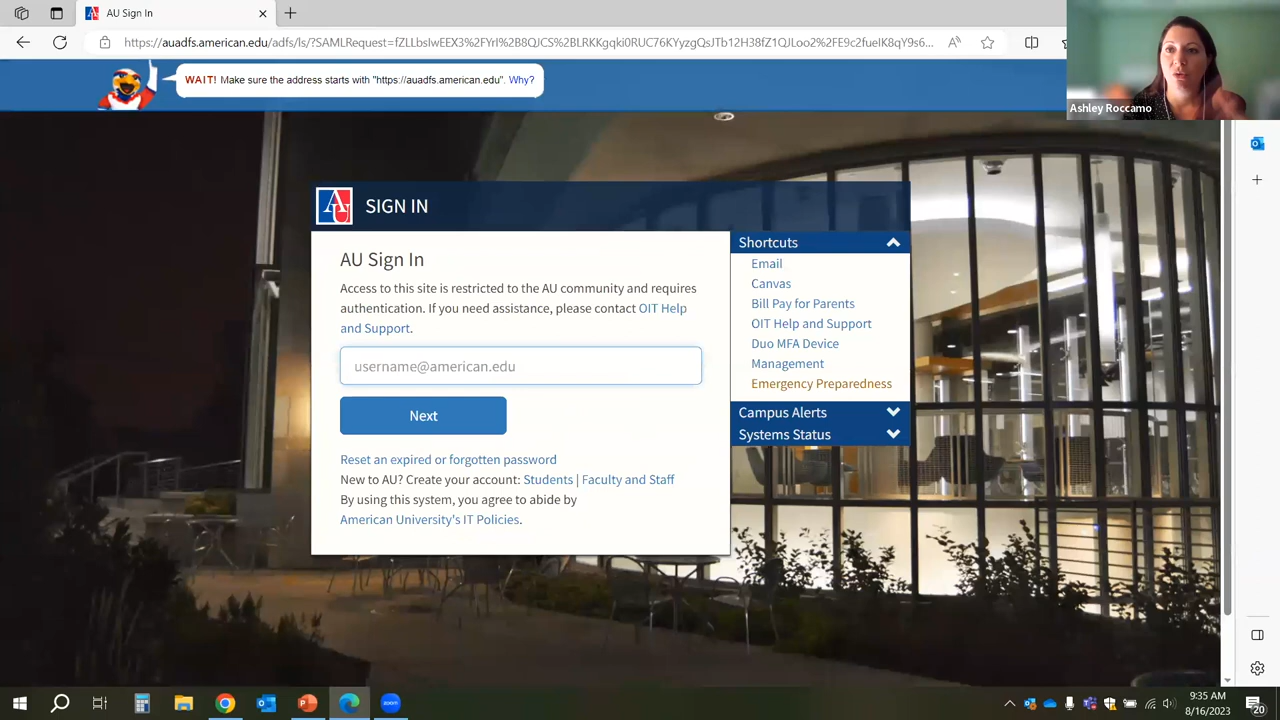 AU Sign In
https://auadfs.american.edu/adfs/ls/?SAMLRequest=
WAIT! Make sure the address starts with "https://auadfs.american.edu". Why?
Ashley Roccamo
AU SIGN IN
AU Sign In
Access to this site is restricted to the AU community and requires
authentication. If you need assistance, please contact OIT Help
and Support.
username@american.edu
Next
Reset an expired or forgotten password
New to AU? Create your account: Students | Faculty and Staff
By using this system, you agree to abide by
American University's IT Policies.
Shortcuts
Email
Canvas
Bill Pay for Parents
OIT Help and Support
Duo MFA Device
Management
Emergency Preparedness
Campus Alerts
Systems Status
zoom
9:35 AM
8/16/2023
20